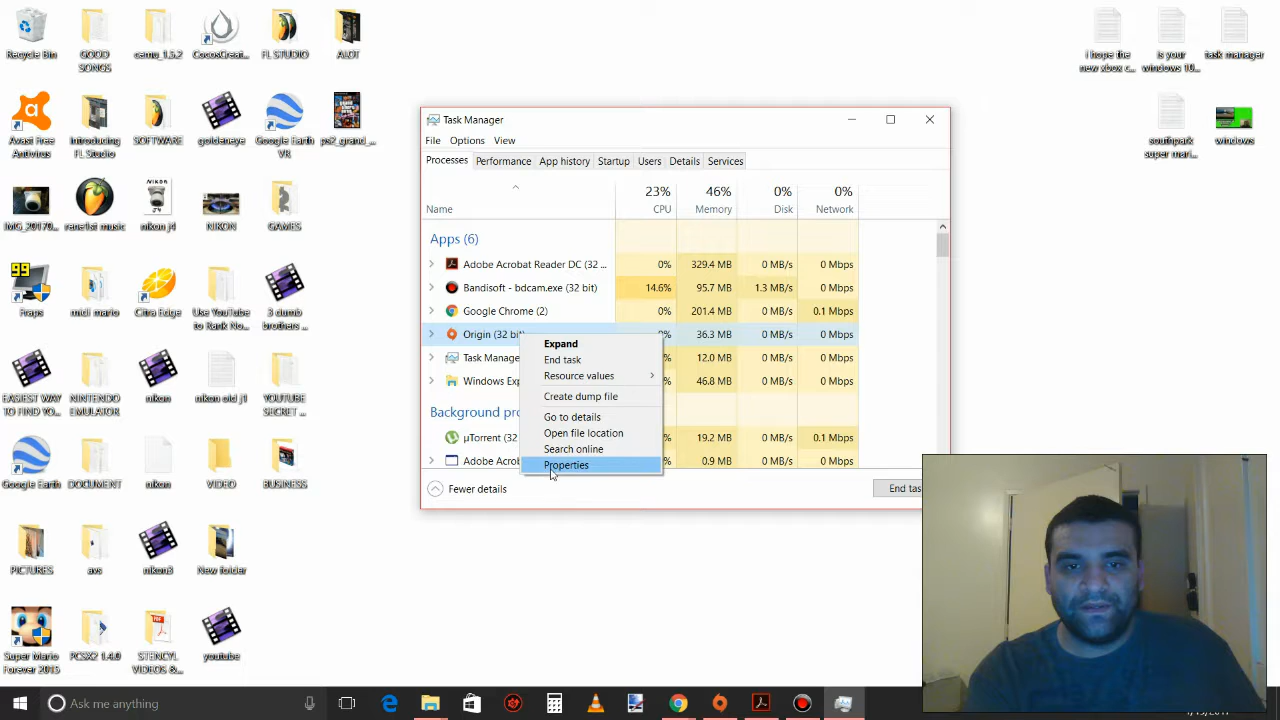 Recycle Bin
GOOD
SONGS
cemu_1.5.2
CocosCreat...
FL STUDIO
ALOT
i hope the
new xbox c...
is your
windows 10...
task manager
Avast Free
Antivirus
Introducing
FL Studio
SOFTWARE
goldeneye
Google Earth
VR
ps2_grand_...
southpark
super mari...
windows
IMG_20170...
rane1st music
nikon j4
NIKON
GAMES
99
Fraps
midi mario
Citra Edge
Use YouTube
to Rank No...
3 dumb
brothers ...
EASIEST WAY
TO FIND YO...
NINTENDO
EMULATOR
nikon
nikon old j1
YOUTUBE
SECRET ...
Google Earth
DOCUMENT
nikon
VIDEO
BUSINESS
PICTURES
avs
nikon3
New folder
Super Mario
Forever 2015
PCSX2 1.4.0
STENCYL
VIDEOS &...
youtube
Task Manager
File Options View
Processes Performance App history Startup Users Details Services
23% 46% 0% 0%
Name CPU Memory Disk Network
Apps (6)
Adobe Acrobat Reader DC (32 ... 0% 329.4 MB 0 MB/s 0 Mbps
Bandisoft - bdcam.exe (32 bit) 14.6% 95.7 MB 1.3 MB/s 0 Mbps
Google Chrome (2) 0% 201.4 MB 0 MB/s 0.1 Mbps
Origin (32 bit) 36.3 MB 0 MB/s 0 Mbps
Task Manage 12.0 MB 0 MB/s 0 Mbps
Windows Exp 46.8 MB 0 MB/s 0 Mbps
Background pro
µTorrent (32 19.2 MB 0 MB/s 0.1 Mbps
Adobe Acrob 0.9 MB 0 MB/s 0 Mbps
Expand
End task
Resource values
Create dump file
Go to details
Open file location
Search online
Properties
Fewer details
End tas
Ask me anything